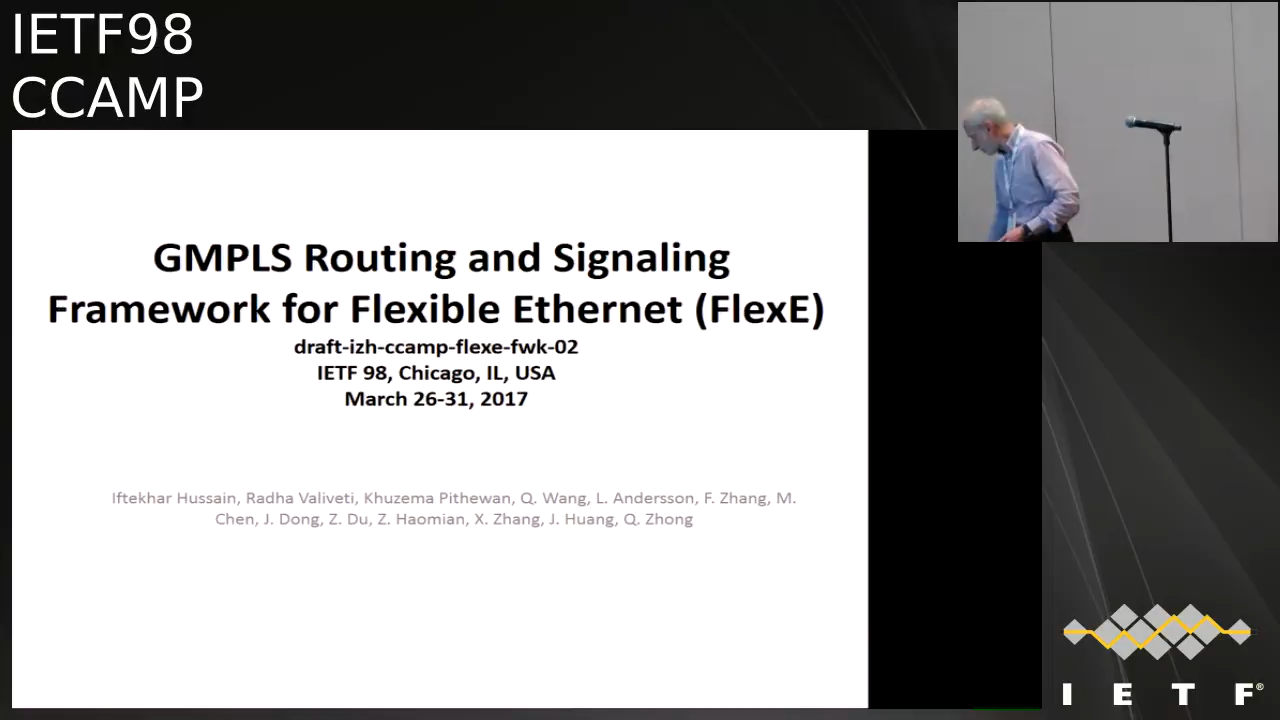 IETF98
CCAMP
GMPLS Routing and Signaling
Framework for Flexible Ethernet (FlexE)
draft-izh-ccamp-flexe-fwk-02
IETF 98, Chicago, IL, USA
March 26-31, 2017
Iftekhar Hussain, Radha Valiveti, Khuzema Pithewan, Q. Wang, L. Andersson, F. Zhang, M.
Chen, J. Dong, Z. Du, Z. Haomian, X. Zhang, J. Huang, Q. Zhong
I E T F®